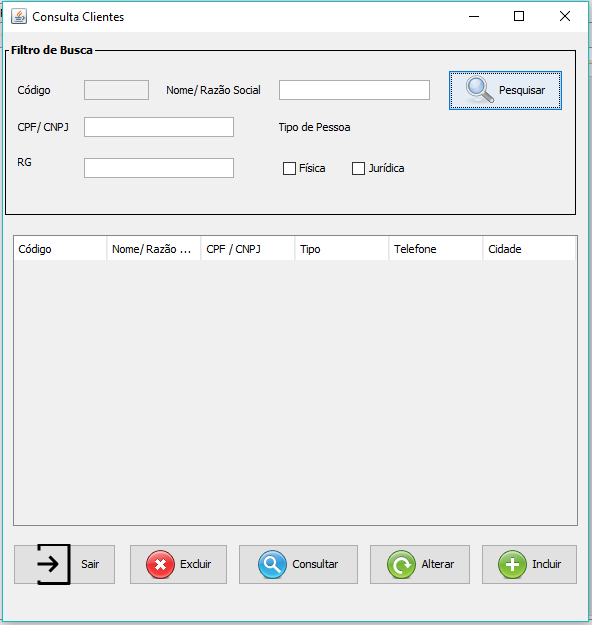 Consulta Clientes
Filtro de Busca
Código Nome/ Razão Social Pesquisar
CPF/ CNPJ Tipo de Pessoa
RG Física Jurídica
Código Nome/ Razão ... CPF / CNPJ Tipo Telefone Cidade
Sair Excluir Consultar Alterar Incluir